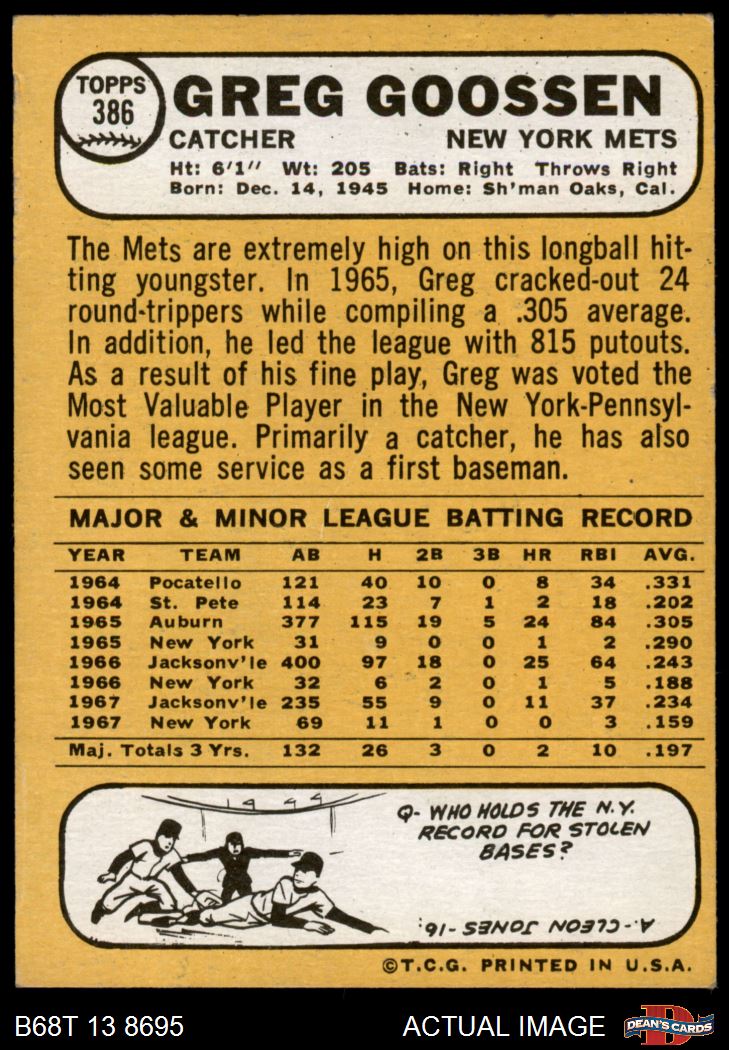 TOPPS
386
GREG GOOSSEN
CATCHER NEW YORK METS
Ht: 6'1'' Wt: 205 Bats: Right Throws Right
Born: Dec. 14, 1945 Home: Sh'man Oaks, Cal.
The Mets are extremely high on this longball hit-
ting youngster. In 1965, Greg cracked-out 24
round-trippers while compiling a .305 average.
In addition, he led the league with 815 putouts.
As a result of his fine play, Greg was voted the
Most Valuable Player in the New York-Pennsyl-
vania league. Primarily a catcher, he has also
seen some service as a first baseman.
MAJOR & MINOR LEAGUE BATTING RECORD
YEAR TEAM AB H 2B 3B HR RBI AVG.
1964 Pocatello 121 40 10 0 8 34 .331
1964 St. Pete 114 23 7 1 2 18 .202
1965 Auburn 377 115 19 5 24 84 .305
1965 New York 31 9 0 0 1 2 .290
1966 Jacksonv'le 400 97 18 0 25 64 .243
1966 New York 32 6 2 0 1 5 .188
1967 Jacksonv'le 235 55 9 0 11 37 .234
1967 New York 69 11 1 0 0 3 .159
Maj. Totals 3 Yrs. 132 26 3 0 2 10 .197
Q- WHO HOLDS THE N.Y.
RECORD FOR STOLEN
BASES?
A- CLEON JONES -16.
©T.C.G. PRINTED IN U.S.A.
B68T 13 8695 ACTUAL IMAGE DEAN'S CARDS